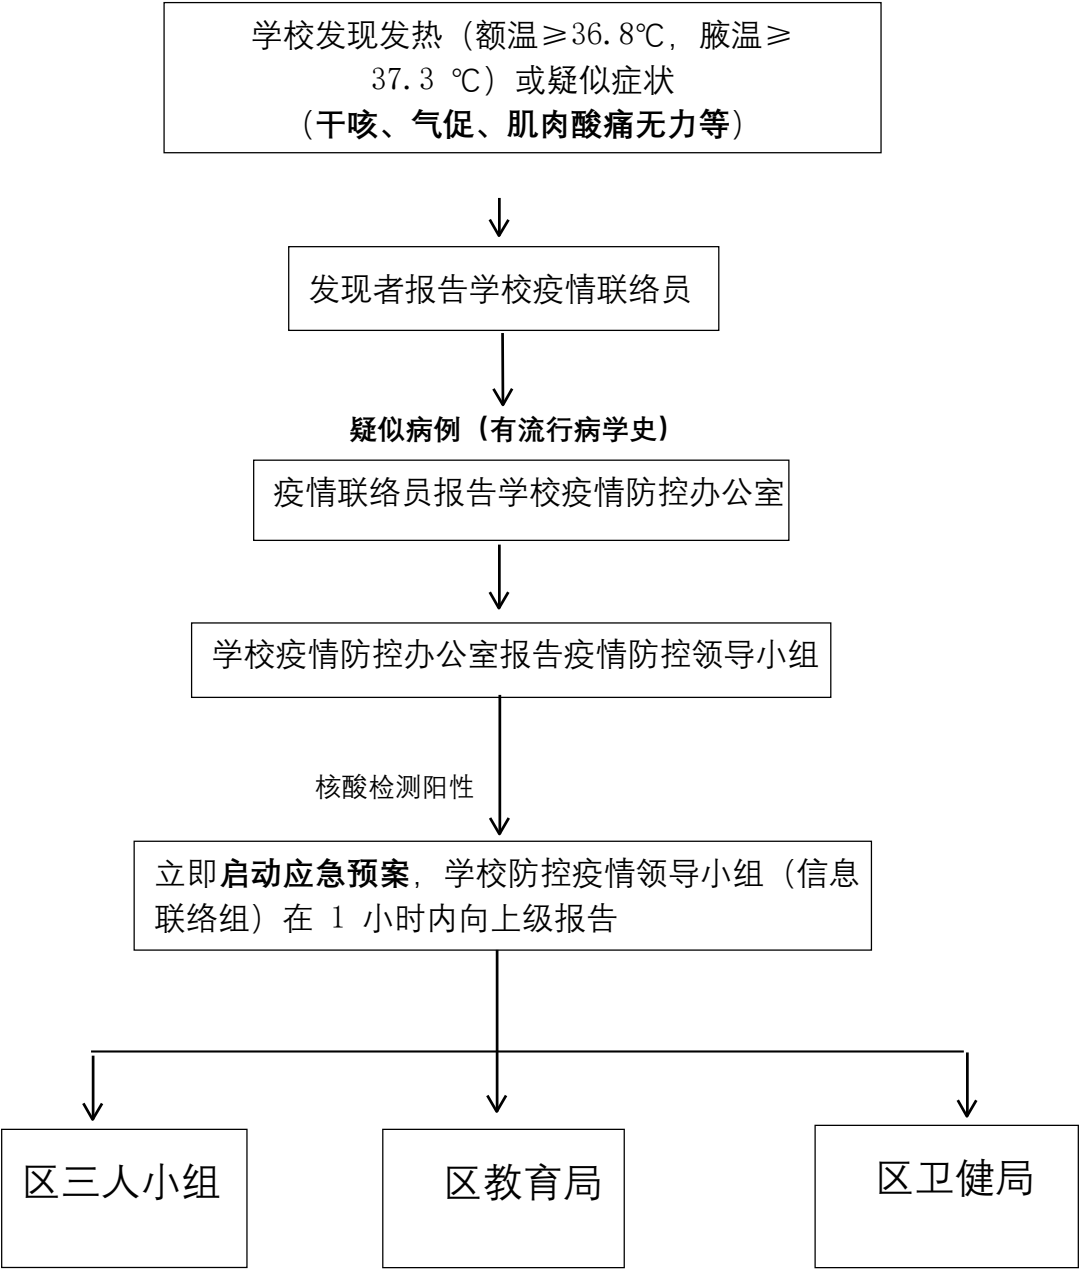 学校发现发热（额温≥36.8℃，腋温≥
37.3 ℃）或疑似症状
（干咳、气促、肌肉酸痛无力等）
发现者报告学校疫情联络员
疑似病例（有流行病学史）
疫情联络员报告学校疫情防控办公室
学校疫情防控办公室报告疫情防控领导小组
核酸检测阳性
立即启动应急预案，学校防控疫情领导小组（信息
联络组）在 1 小时内向上级报告
区三人小组
区教育局
区卫健局